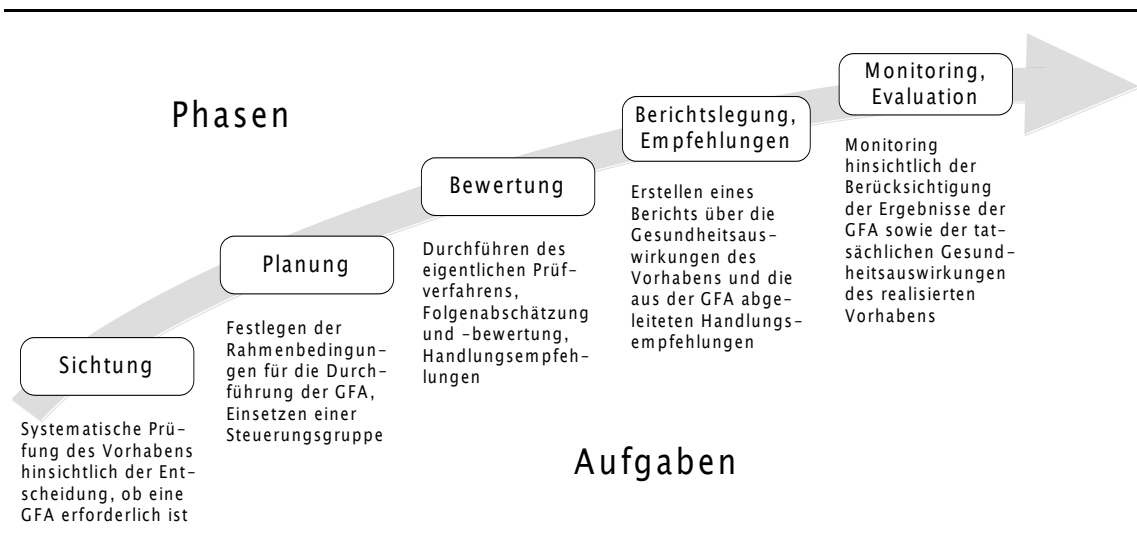 Phasen
Sichtung
Systematische Prü–
fung des Vorhabens
hinsichtlich der Ent–
scheidung, ob eine
GFA erforderlich ist
Planung
Festlegen der
Rahmenbedingun–
gen für die Durch–
führung der GFA,
Einsetzen einer
Steuerungsgruppe
Bewertung
Durchführen des
eigentlichen Prüf–
verfahrens,
Folgenabschätzung
und –bewertung,
Handlungsempfeh–
lungen
Berichtslegung,
Empfehlungen
Erstellen eines
Berichts über die
Gesundheitsaus–
wirkungen des
Vorhabens und die
aus der GFA abge–
leiteten Handlungs–
empfehlungen
Monitoring,
Evaluation
Monitoring
hinsichtlich der
Berücksichtigung
der Ergebnisse der
GFA sowie der tat–
sächlichen Gesund–
heitsauswirkungen
des realisierten
Vorhabens
Aufgaben